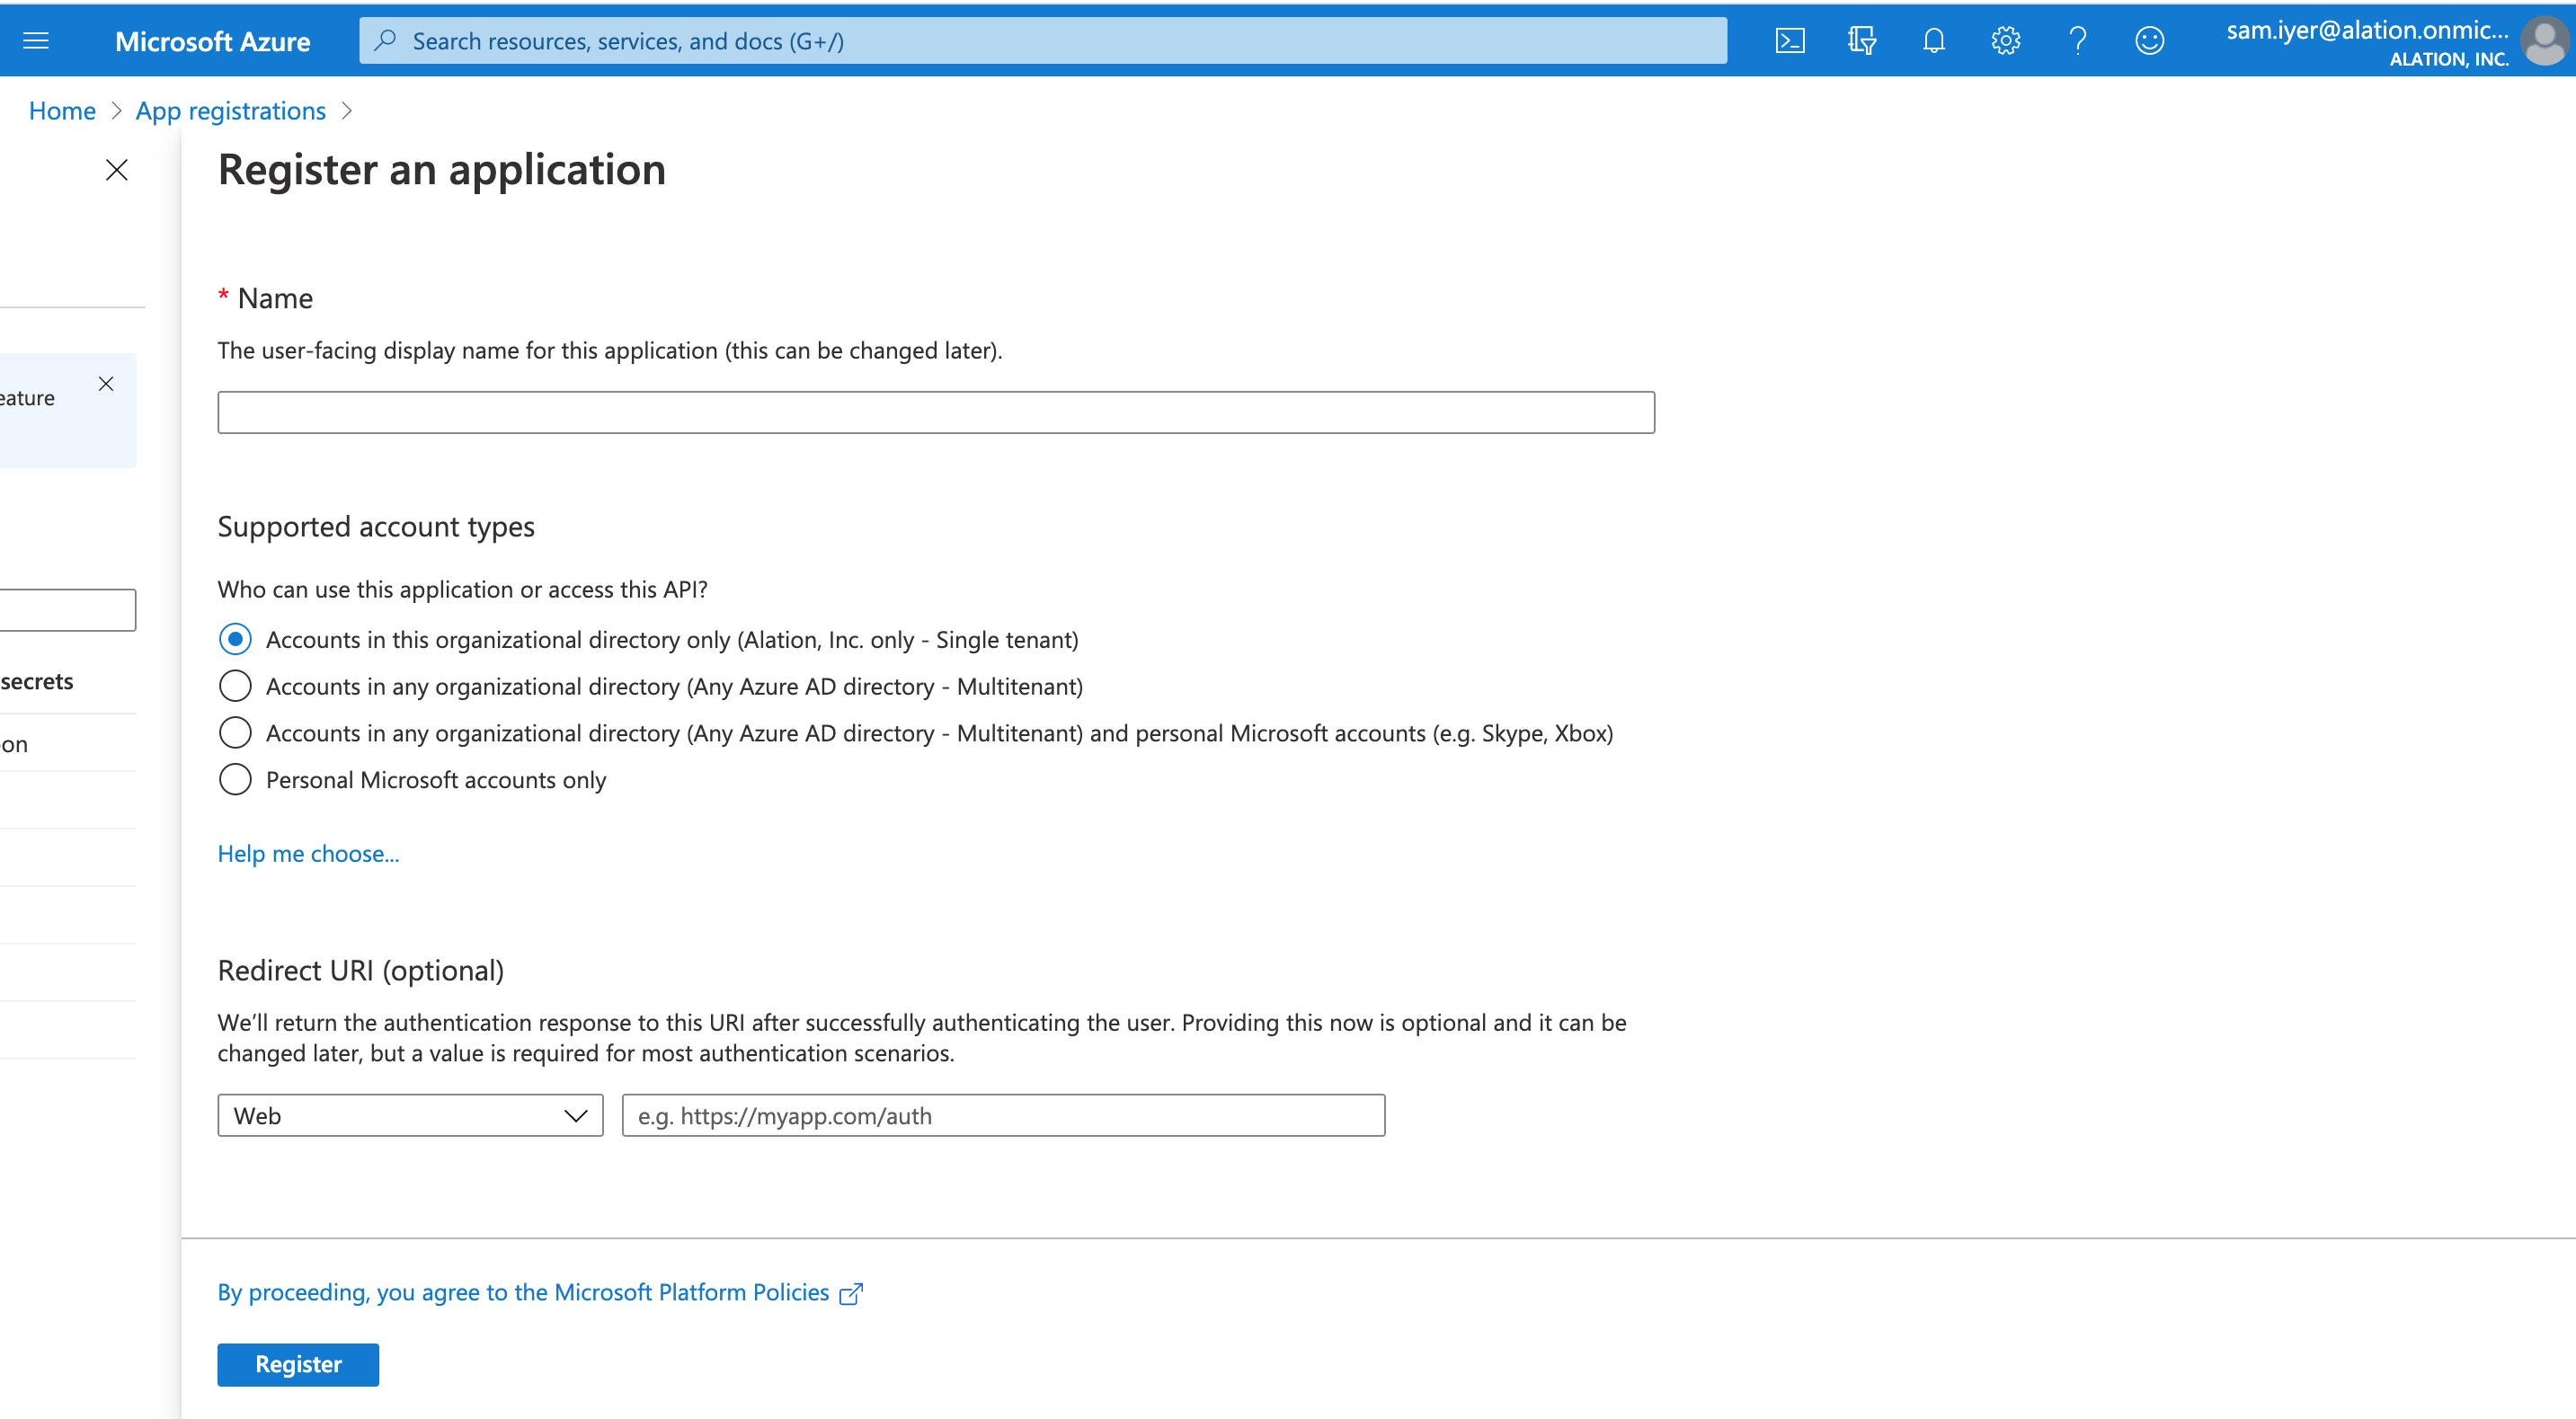 Microsoft Azure
Search resources, services, and docs (G+/)
sam.iyer@alation.onmic...
ALATION, INC.
Home > App registrations >
Register an application
* Name
The user-facing display name for this application (this can be changed later).
eature
Supported account types
Who can use this application or access this API?
Accounts in this organizational directory only (Alation, Inc. only - Single tenant)
secrets
Accounts in any organizational directory (Any Azure AD directory - Multitenant)
on
Accounts in any organizational directory (Any Azure AD directory - Multitenant) and personal Microsoft accounts (e.g. Skype, Xbox)
Personal Microsoft accounts only
Help me choose...
Redirect URI (optional)
We'll return the authentication response to this URI after successfully authenticating the user. Providing this now is optional and it can be
changed later, but a value is required for most authentication scenarios.
Web
e.g. https://myapp.com/auth
By proceeding, you agree to the Microsoft Platform Policies
Register